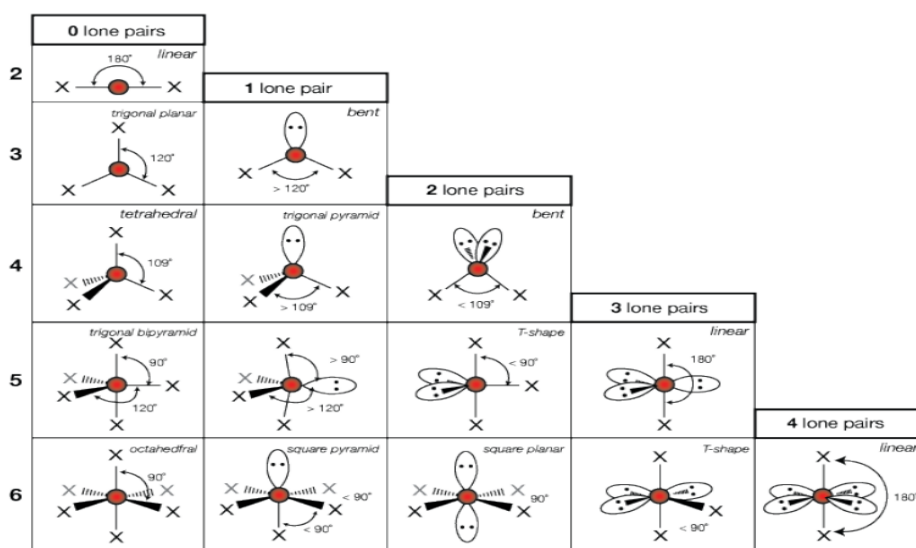 0 lone pairs
2
linear
180°
X X
1 lone pair
3
trigonal planar
X
120°
X X
bent
X X
> 120°
2 lone pairs
4
tetrahedral
X
109°
X
X X
trigonal pyramid
X
> 109°
X X
bent
X X
< 109°
3 lone pairs
5
trigonal bipyramid
X
90°
X
X X
120°
X
X
> 90°
X
X
> 120°
X
T-shape
X
< 90°
X
X
linear
X
180°
X
4 lone pairs
6
octahedfral
X
90°
X X
X X
X
square pyramid
X X
< 90°
X X
< 90°
X
square planar
X X
90°
X X
T-shape
X
X
< 90°
X
linear
X
180°
X